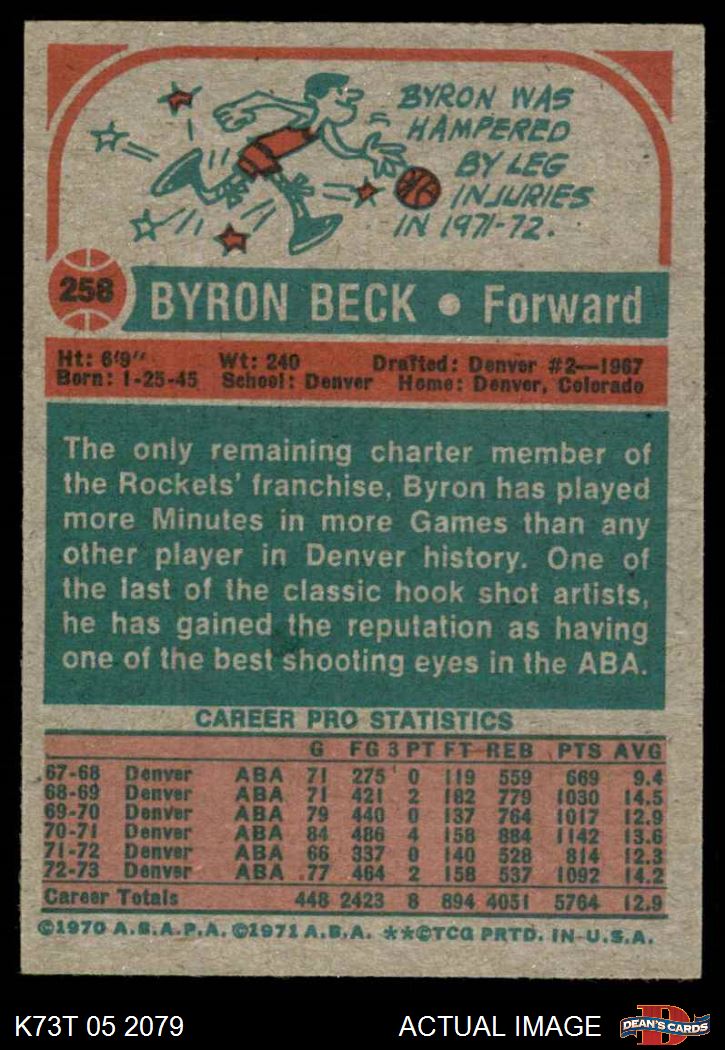 BYRON WAS
HAMPERED
BY LEG
INJURIES
IN 1971-72.
258 BYRON BECK • Forward
Ht: 6'9" Wt: 240 Drafted: Denver #2—1967
Born: 1-25-45 School: Denver Home: Denver, Colorado
The only remaining charter member of
the Rockets' franchise, Byron has played
more Minutes in more Games than any
other player in Denver history. One of
the last of the classic hook shot artists,
he has gained the reputation as having
one of the best shooting eyes in the ABA.
CAREER PRO STATISTICS
G FG 3 PT FT REB PTS AVG
67-68 Denver ABA 71 275 0 119 559 669 9.4
68-69 Denver ABA 71 421 2 182 779 1030 14.5
69-70 Denver ABA 79 440 0 137 764 1017 12.9
70-71 Denver ABA 84 486 4 158 884 1142 13.6
71-72 Denver ABA 66 337 0 140 528 814 12.3
72-73 Denver ABA 77 464 2 158 537 1092 14.2
Career Totals 448 2423 8 894 4051 5764 12.9
©1970 A.B.A.P.A. ©1971 A.B.A. **©TCG PRTD. IN U.S.A.
K73T 05 2079 ACTUAL IMAGE DEAN'S CARDS